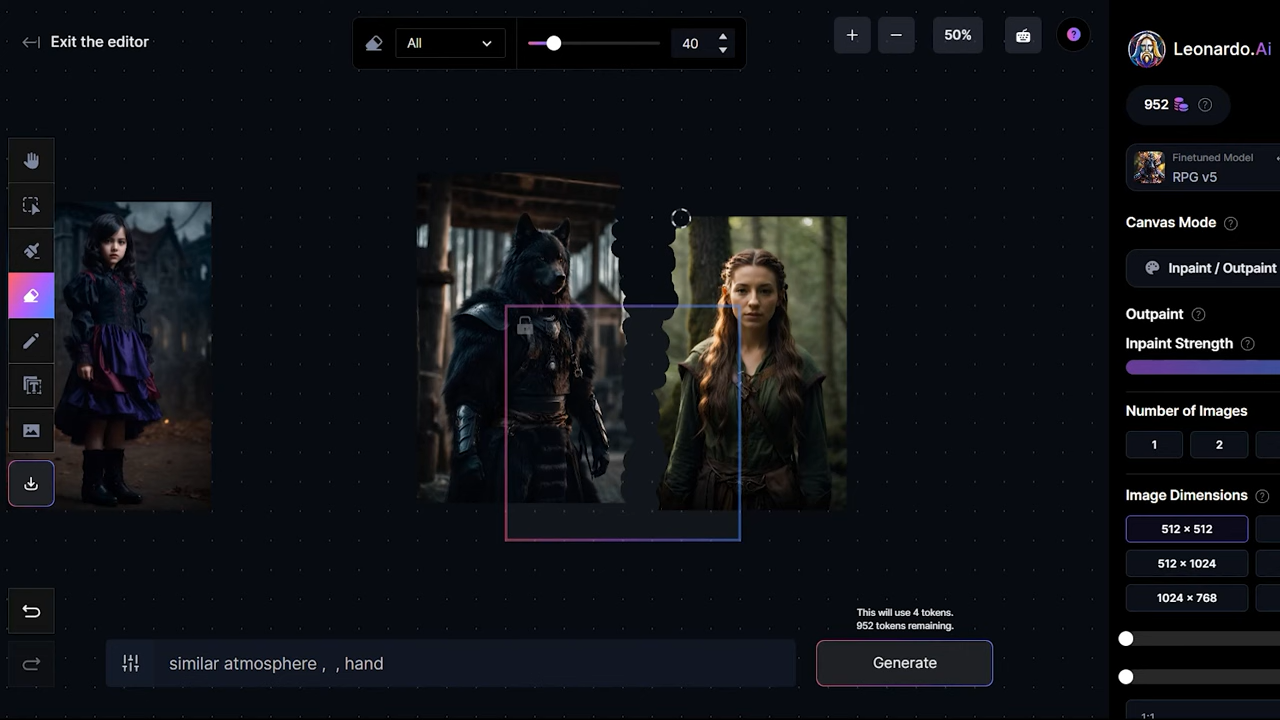 Exit the editor
All
40
50%
Leonardo.Ai
952
Finetuned Model
RPG v5
Canvas Mode
Inpaint / Outpaint
Outpaint
Inpaint Strength
Number of Images
1 2
Image Dimensions
512 × 512
512 × 1024
1024 × 768
This will use 4 tokens.
952 tokens remaining.
similar atmosphere , , hand
Generate
1:1